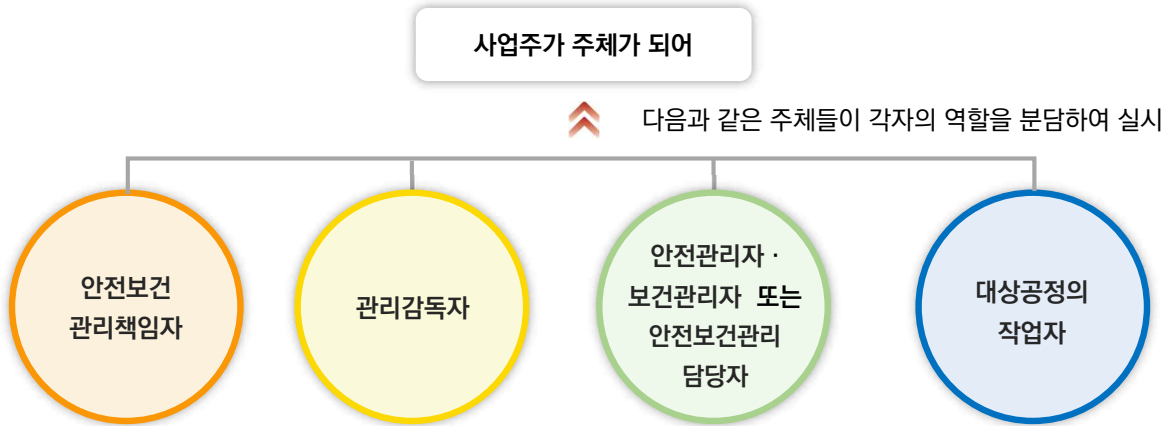 사업주가 주체가 되어
다음과 같은 주체들이 각자의 역할을 분담하여 실시
안전보건
관리책임자
관리감독자
안전관리자 ·
보건관리자 또는
안전보건관리
담당자
대상공정의
작업자